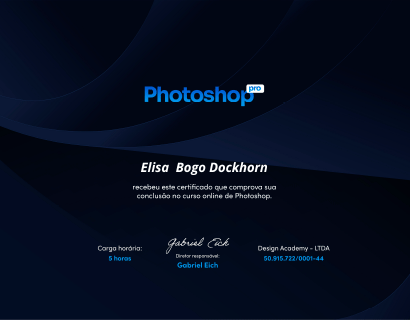 Photoshop pro
Elisa Bogo Dockhorn
recebeu este certificado que comprova sua
conclusão no curso online de Photoshop.
Gabriel Eich
Carga horária:
5 horas
Diretor responsável:
Gabriel Eich
Design Academy - LTDA
50.915.722/0001-44